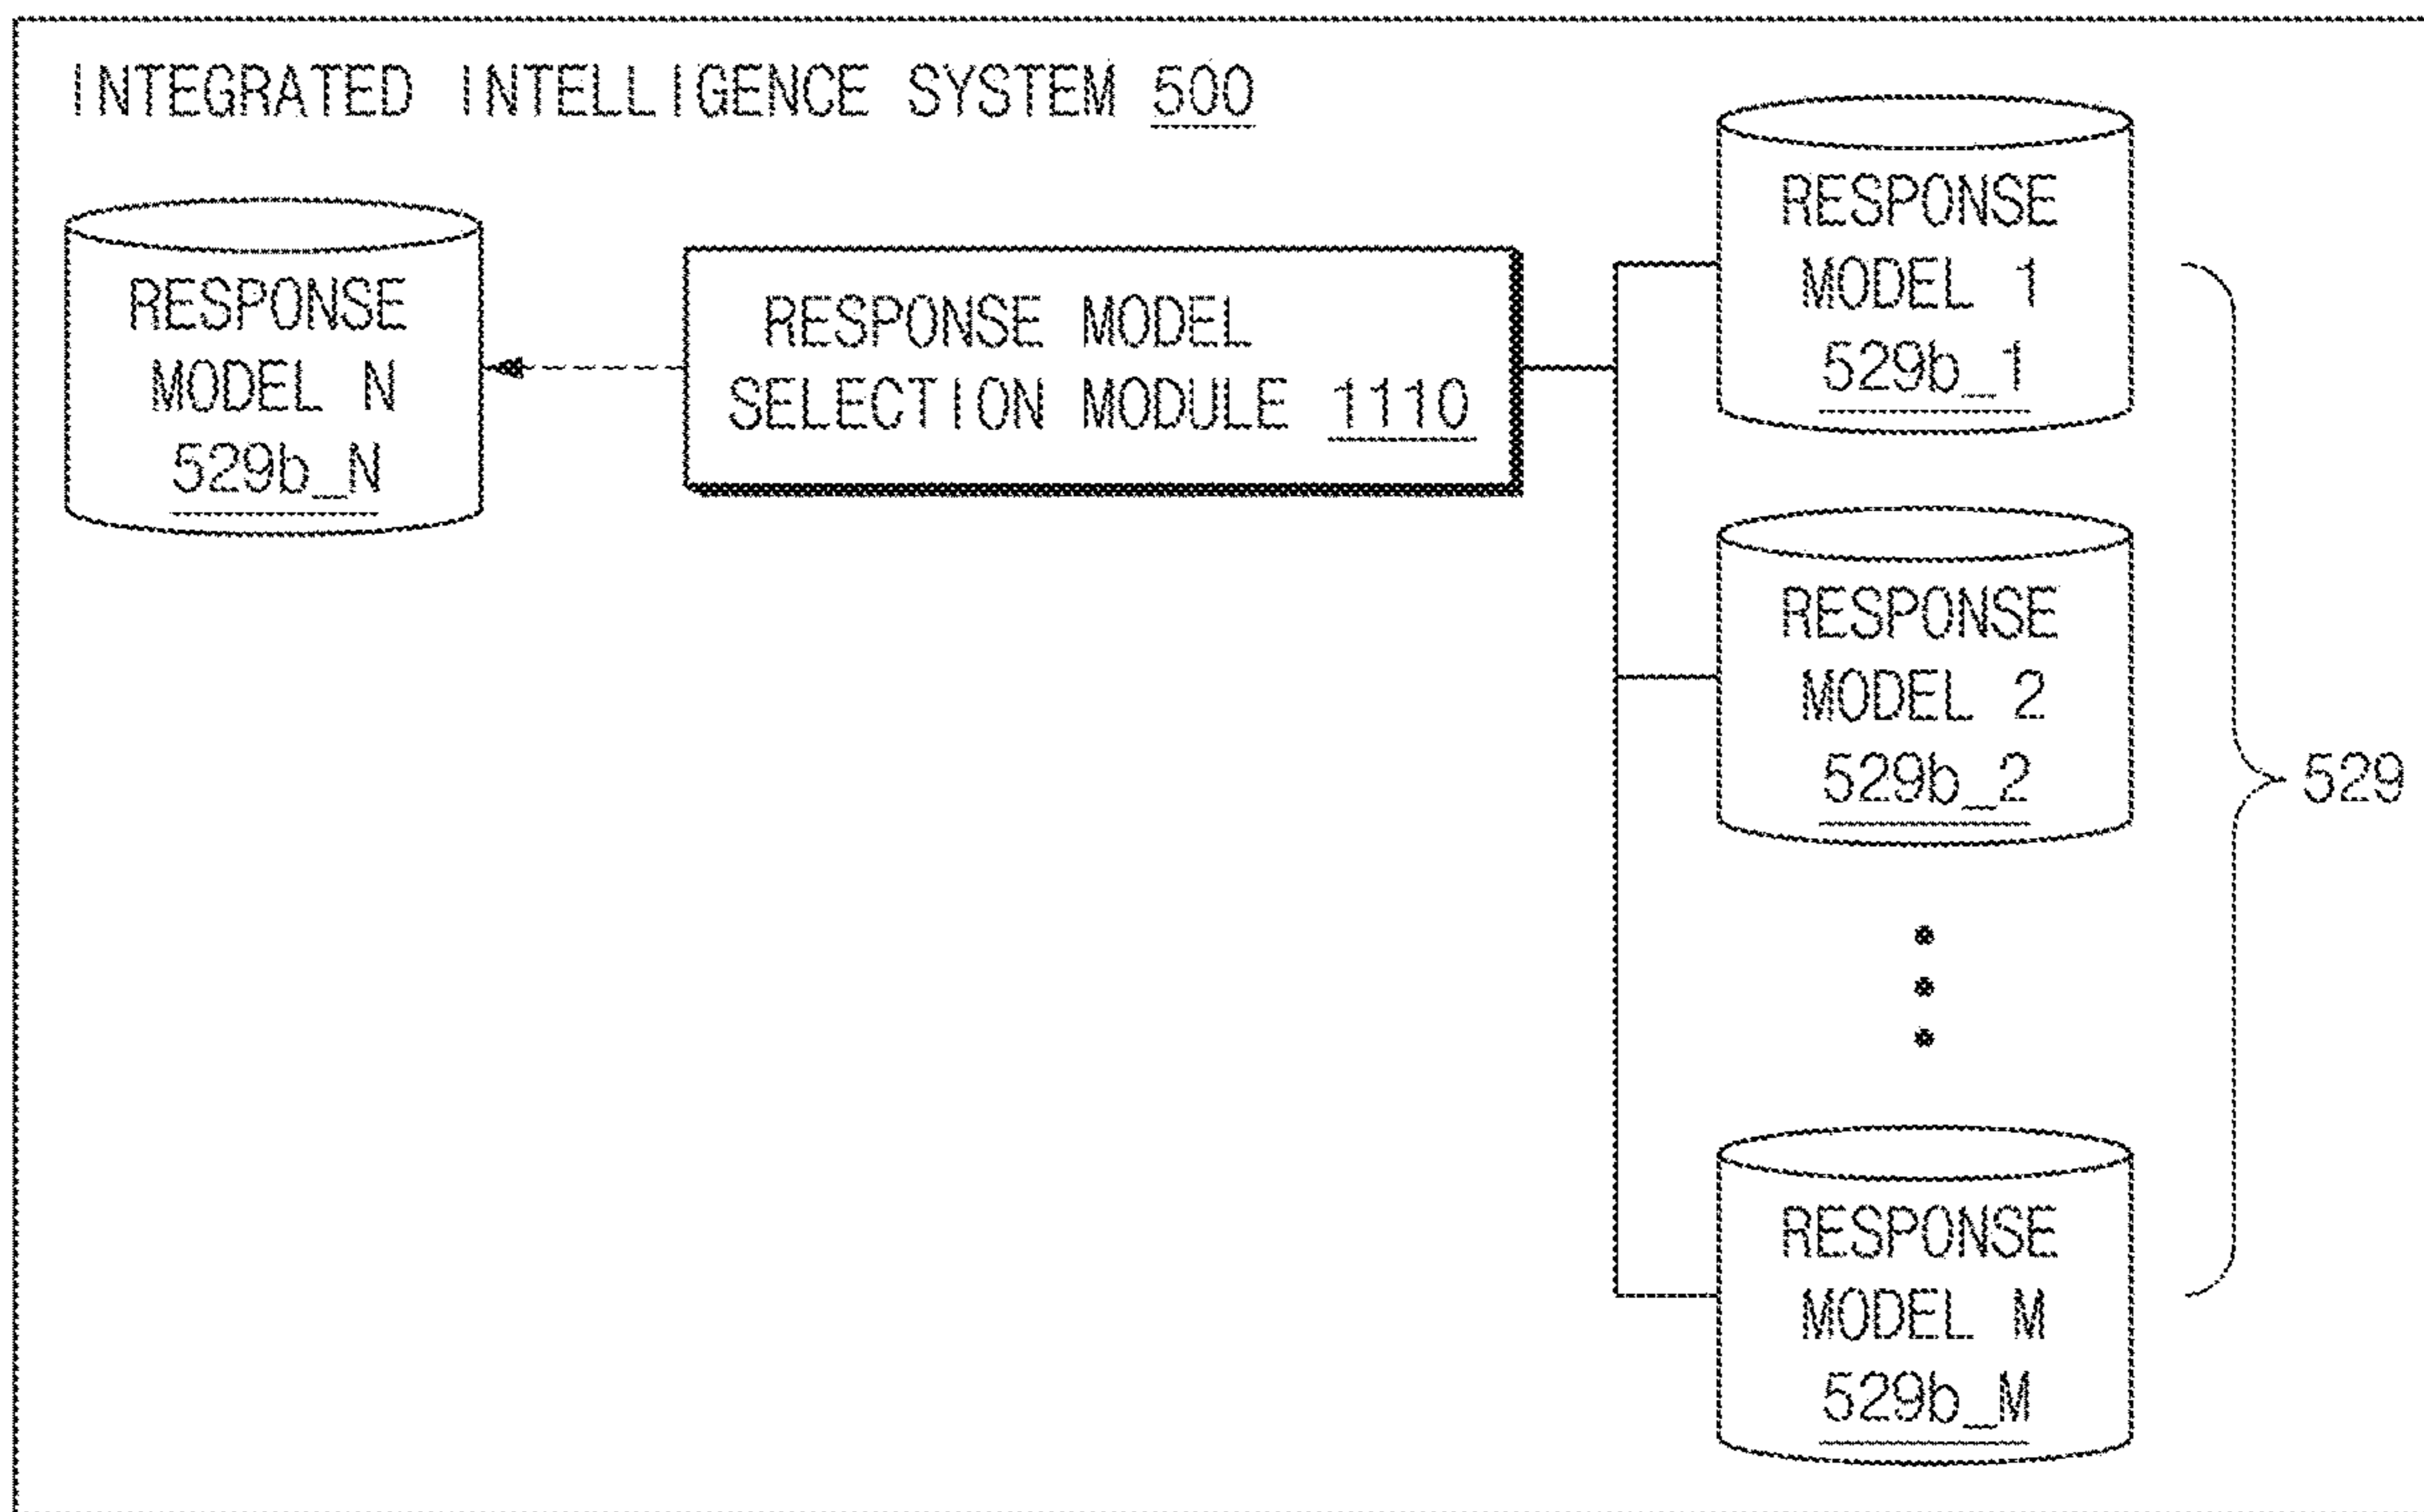 INTEGRATED INTELLIGENCE SYSTEM 500
RESPONSE
MODEL N
529b_N
RESPONSE MODEL
SELECTION MODULE 1110
RESPONSE
MODEL 1
529b_1
RESPONSE
MODEL 2
529b_2
529
RESPONSE
MODEL M
529b_M